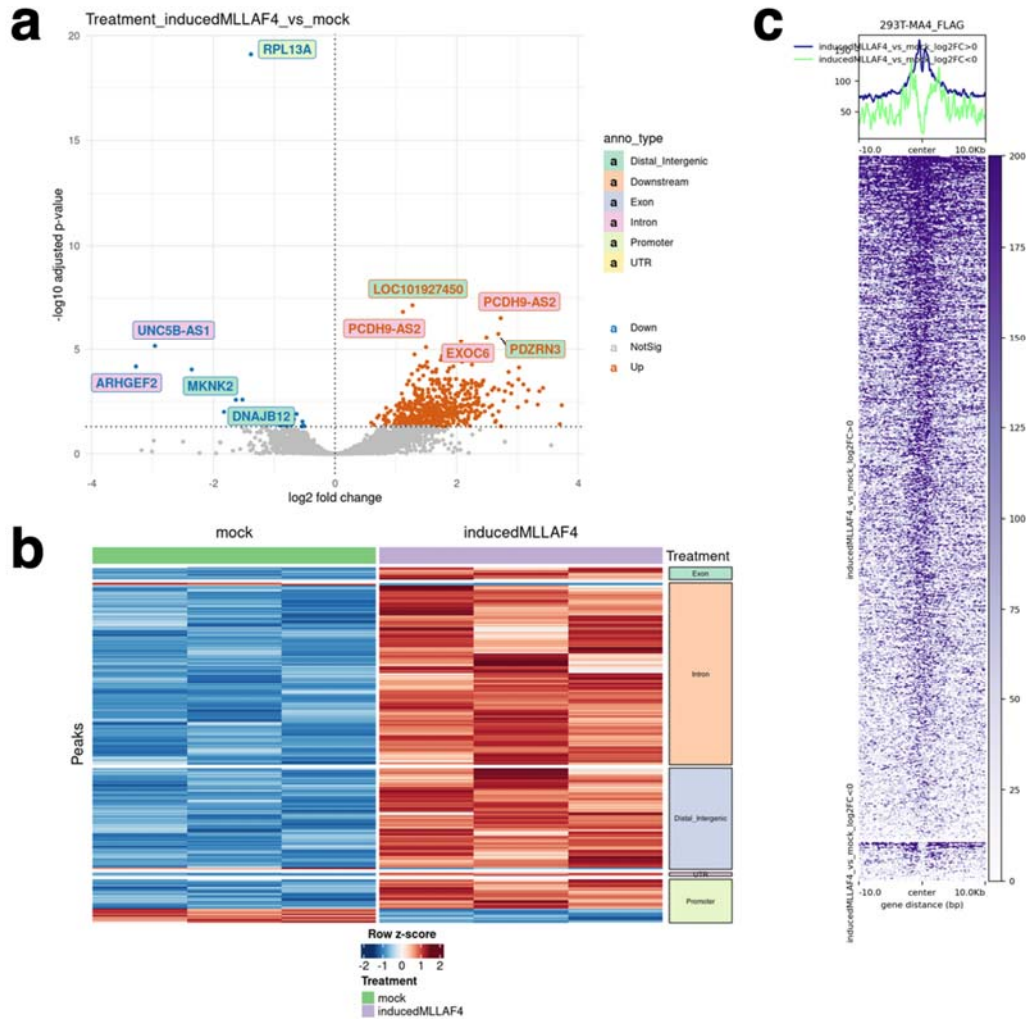 a
Treatment_inducedMLLAF4_vs_mock
20
15
10
5
0
-log10 adjusted p-value
-4
-2
0
2
4
log2 fold change
RPL13A
LOC101927450
PCDH9-AS2
PCDH9-AS2
EXOC6
PDZRN3
UNC5B-AS1
ARHGEF2
MKNK2
DNAJB12
anno_type
a Distal_Intergenic
a Downstream
a Exon
a Intron
a Promoter
a UTR
a Down
a NotSig
a Up
b
mock
inducedMLLAF4
Treatment
Peaks
Exon
Intron
Distal_Intergenic
UTR
Promoter
Row z-score
-2 -1 0 1 2
Treatment
mock
inducedMLLAF4
c
293T-MA4_FLAG
inducedMLLAF4_vs_mock_log2FC>0
inducedMLLAF4_vs_mock_log2FC<0
150
100
50
-10.0 center 10.0Kb
inducedMLLAF4_vs_mock_log2FC>0
inducedMLLAF4_vs_mock_log2FC<0
200
175
150
125
100
75
50
25
0
-10.0 center 10.0Kb
gene distance (bp)